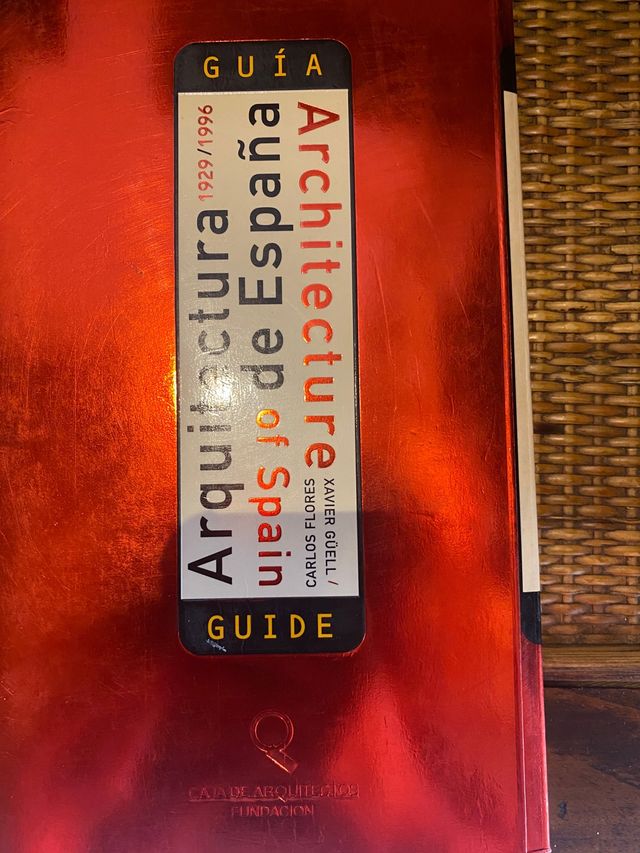 GUÍA
Arquitectura 1929/1996
of Spain de España
Architecture
CARLOS FLORES
XAVIER GÜELL /
GUIDE
CAJA DE ARQUITECTOS
FUNDACION